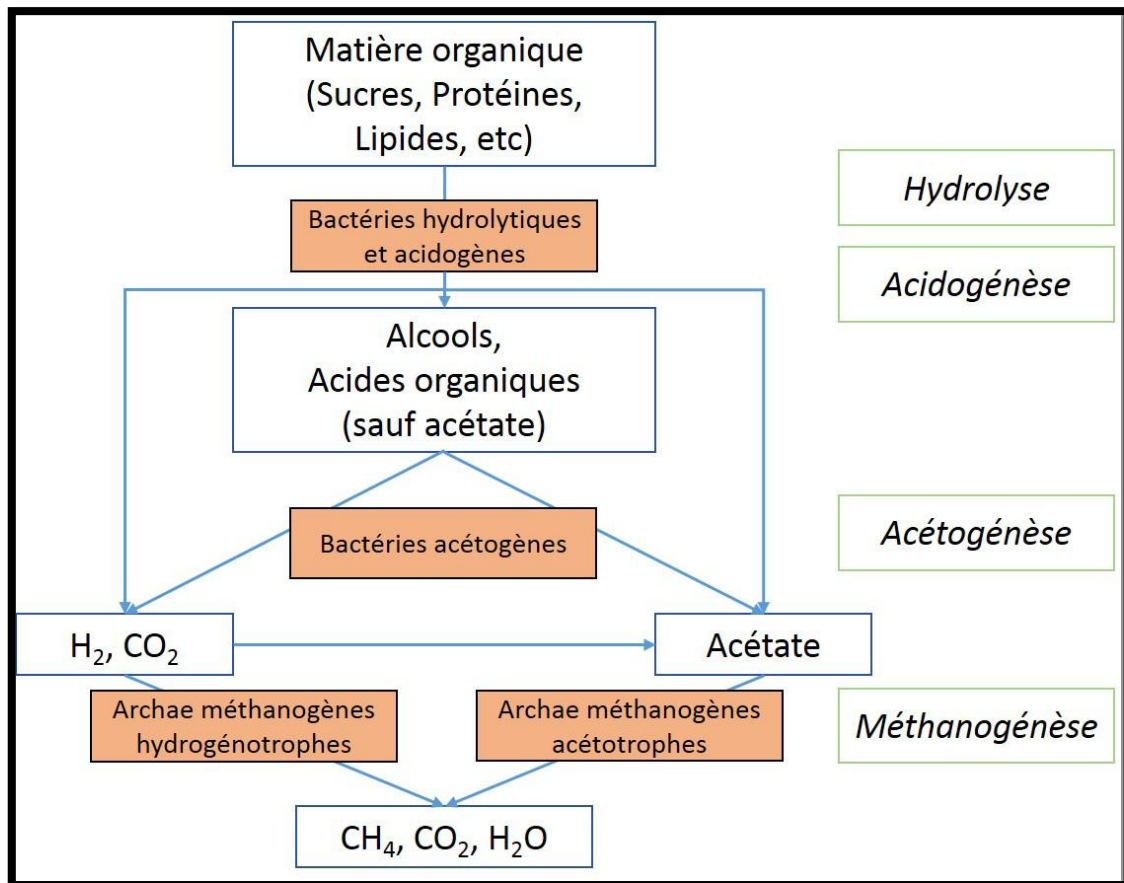 Matière organique
(Sucres, Protéines,
Lipides, etc)
Hydrolyse
Bactéries hydrolytiques
et acidogènes
Acidogénèse
Alcools,
Acides organiques
(sauf acétate)
Bactéries acétogènes
Acétogénèse
H₂, CO₂
Acétate
Archae méthanogènes
hydrogénotrophes
Archae méthanogènes
acétotrophes
Méthanogénèse
CH₄, CO₂, H₂O